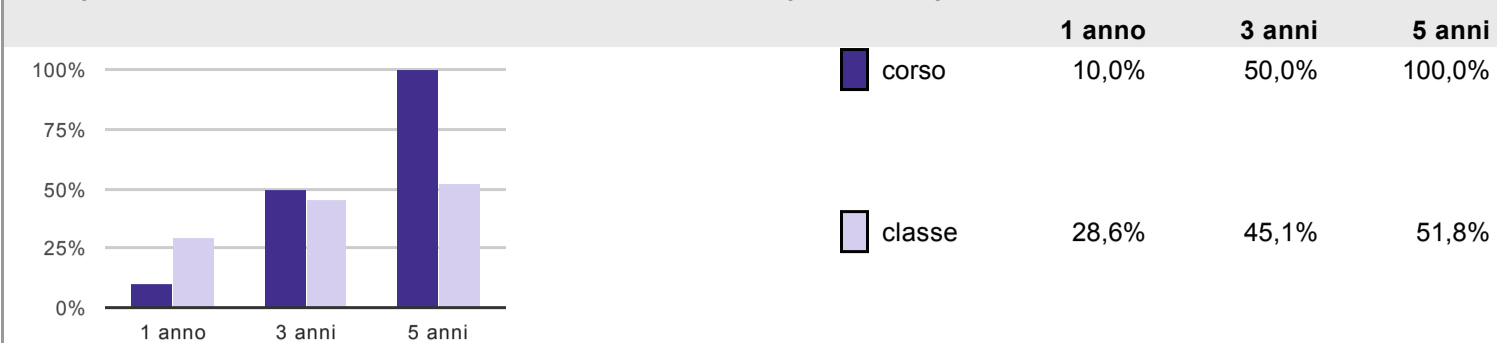 1 anno 3 anni 5 anni
100%
75%
50%
25%
0%
1 anno 3 anni 5 anni
corso 10,0% 50,0% 100,0%
classe 28,6% 45,1% 51,8%